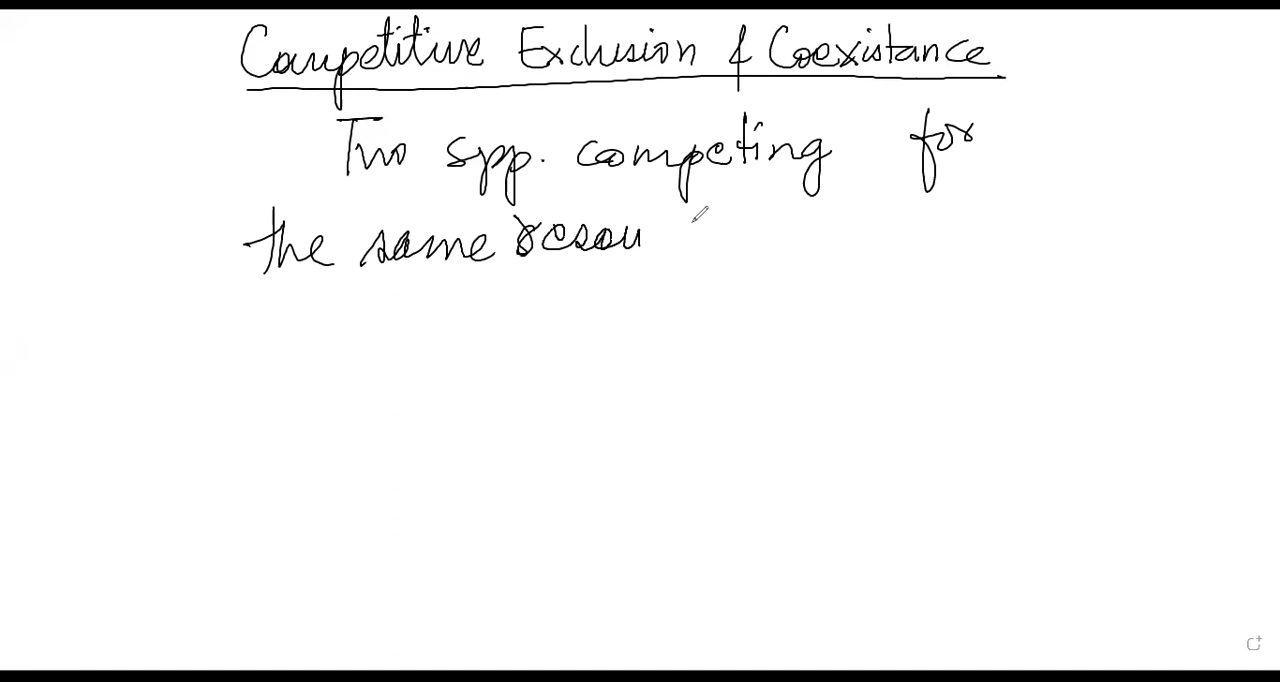 Competitive Exclusion & Coexistance
Two spp. competing for
the same resou